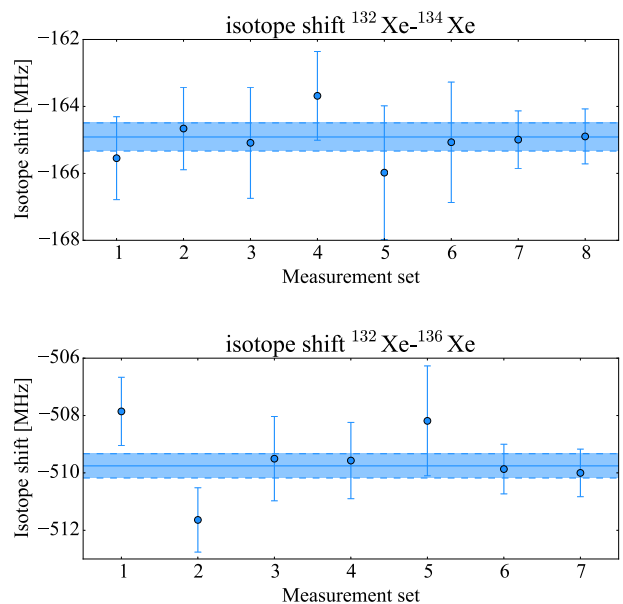 isotope shift ¹³²Xe-¹³⁴Xe
Isotope shift [MHz]
−162
−164
−166
−168
1 2 3 4 5 6 7 8
Measurement set
isotope shift ¹³²Xe-¹³⁶Xe
Isotope shift [MHz]
−506
−508
−510
−512
1 2 3 4 5 6 7
Measurement set